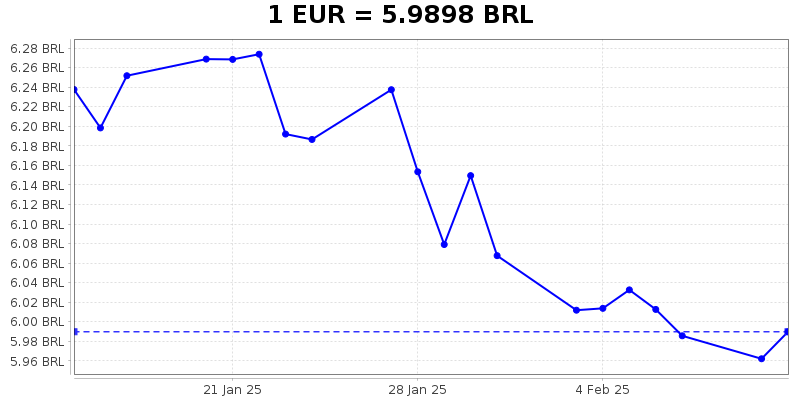 1 EUR = 5.9898 BRL
6.28 BRL
6.26 BRL
6.24 BRL
6.22 BRL
6.20 BRL
6.18 BRL
6.16 BRL
6.14 BRL
6.12 BRL
6.10 BRL
6.08 BRL
6.06 BRL
6.04 BRL
6.02 BRL
6.00 BRL
5.98 BRL
5.96 BRL
21 Jan 25
28 Jan 25
4 Feb 25